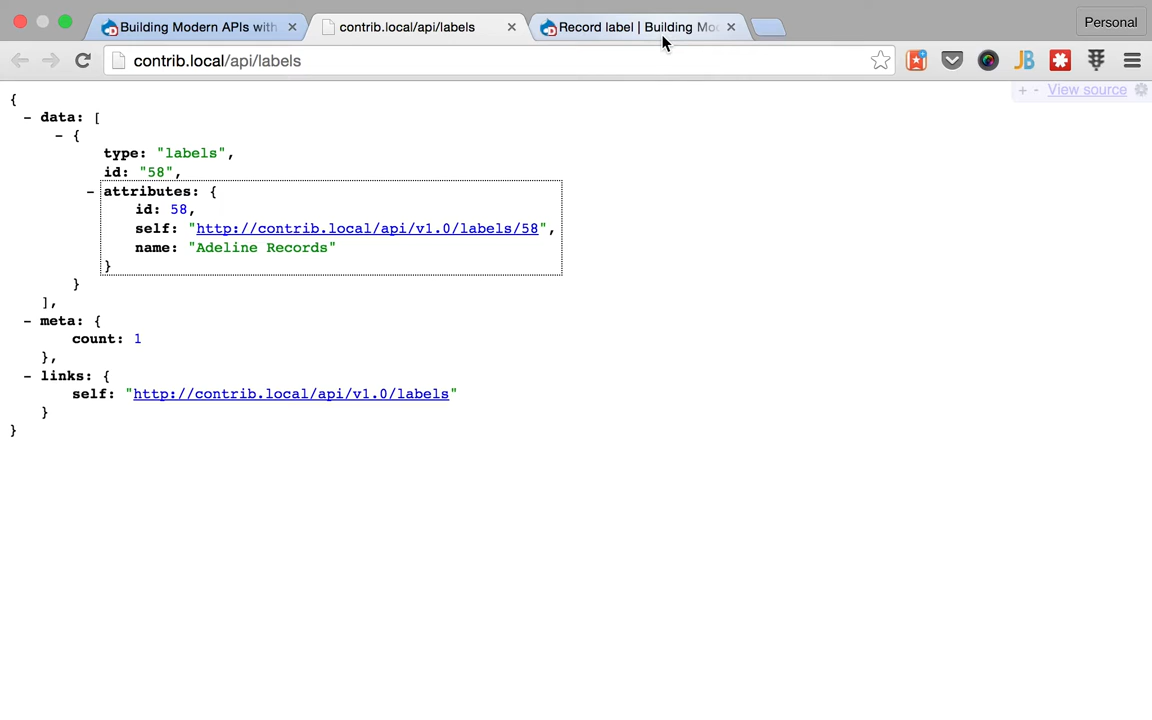 Building Modern APIs with
contrib.local/api/labels
Record label | Building Mo
Personal
contrib.local/api/labels
JB
+ - View source
{
- data: [
- {
type: "labels",
id: "58",
- attributes: {
id: 58,
self: "http://contrib.local/api/v1.0/labels/58",
name: "Adeline Records"
}
}
],
- meta: {
count: 1
},
- links: {
self: "http://contrib.local/api/v1.0/labels"
}
}